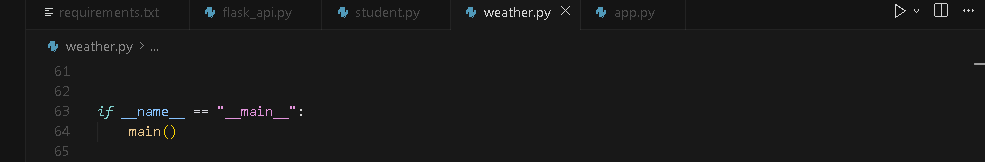 requirements.txt flask_api.py student.py weather.py app.py
weather.py > ...
61
62
63 if __name__ == "__main__":
64 main()
65